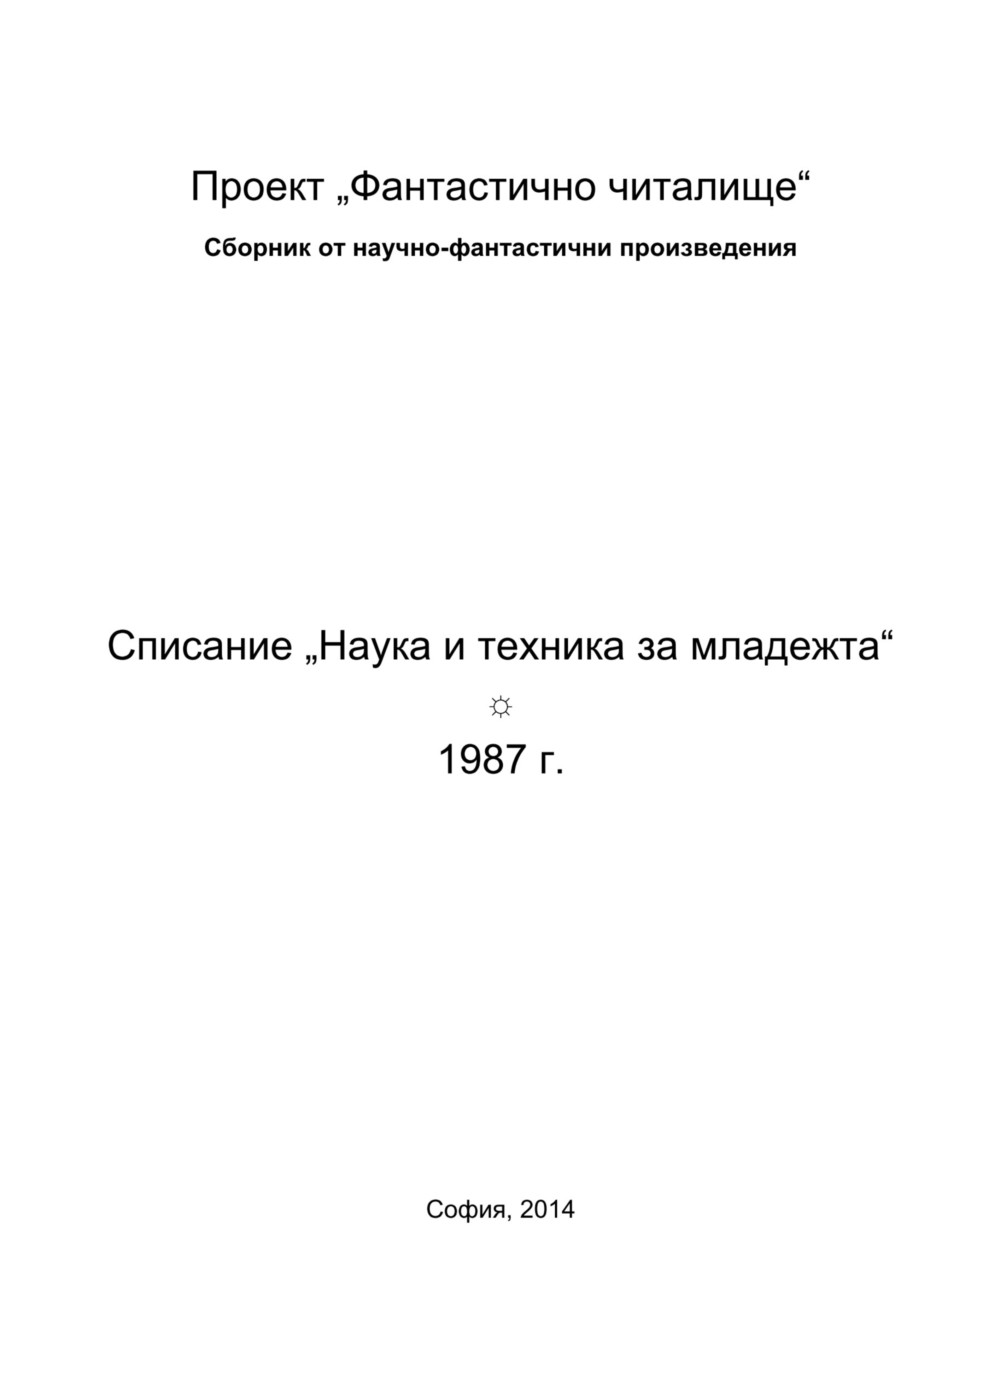 Проект „Фантастично читалище“
Сборник от научно-фантастични произведения
Списание „Наука и техника за младежта“
☼
1987 г.
София, 2014